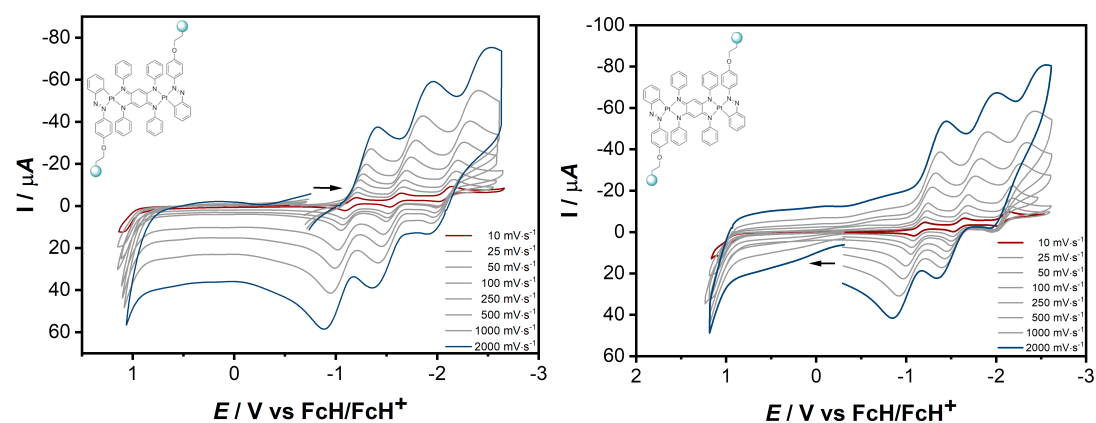 -80
-60
-40
-20
0
20
40
60
1
0
-1
-2
-3
I / μA
E / V vs FcH/FcH+
10 mV·s-1
25 mV·s-1
50 mV·s-1
100 mV·s-1
250 mV·s-1
500 mV·s-1
1000 mV·s-1
2000 mV·s-1
O
N
N
N
N
Pt
Pt
N
N
N
N
O
-100
-80
-60
-40
-20
0
20
40
60
2
1
0
-1
-2
-3
I / μA
E / V vs FcH/FcH+
10 mV·s-1
25 mV·s-1
50 mV·s-1
100 mV·s-1
250 mV·s-1
500 mV·s-1
1000 mV·s-1
2000 mV·s-1
O
N
N
N
N
Pt
Pt
N
N
N
N
O